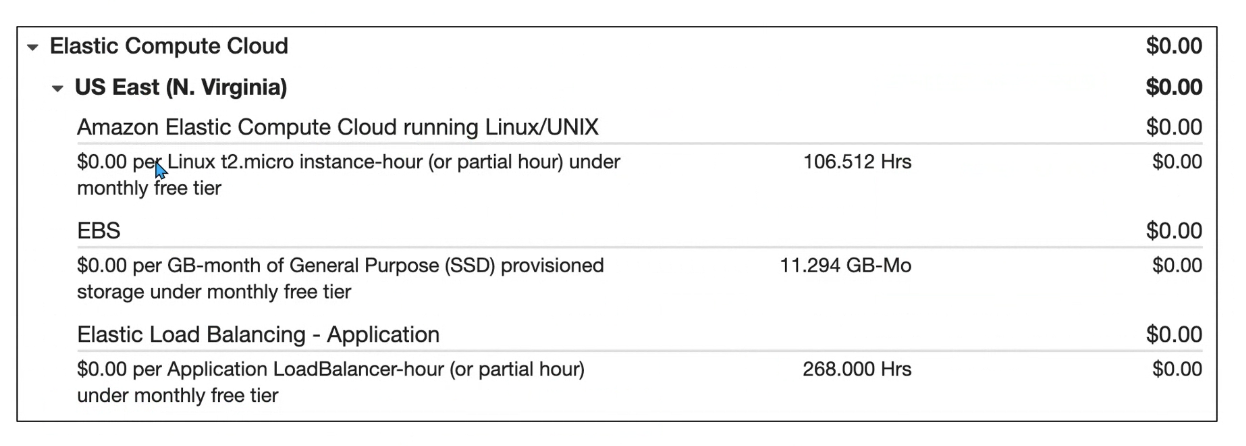 Elastic Compute Cloud $0.00
US East (N. Virginia) $0.00
Amazon Elastic Compute Cloud running Linux/UNIX $0.00
$0.00 per Linux t2.micro instance-hour (or partial hour) under 106.512 Hrs $0.00
monthly free tier
EBS $0.00
$0.00 per GB-month of General Purpose (SSD) provisioned 11.294 GB-Mo $0.00
storage under monthly free tier
Elastic Load Balancing - Application $0.00
$0.00 per Application LoadBalancer-hour (or partial hour) 268.000 Hrs $0.00
under monthly free tier